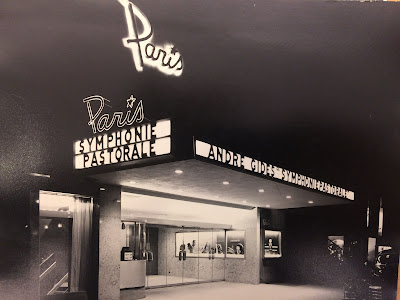 Paris
Paris
SYMPHONIE
PASTORALE
ANDRE GIDES' SYMPHONIE PASTORALE